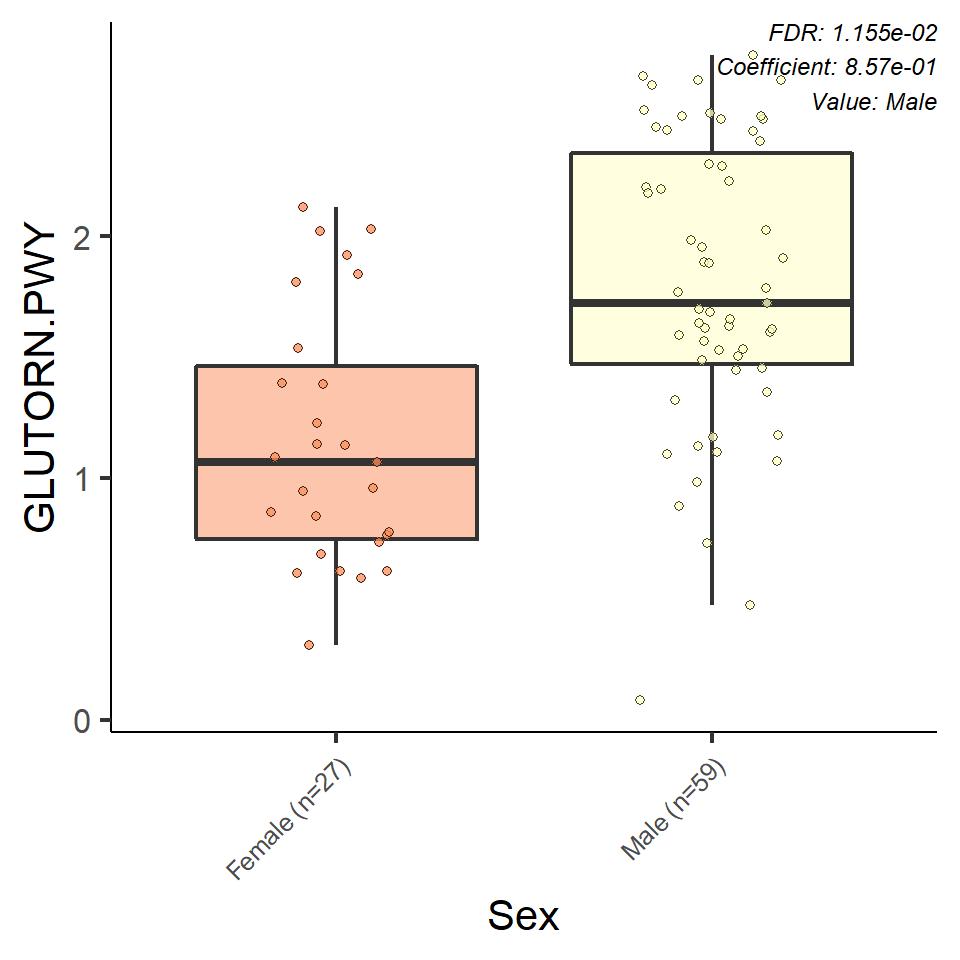 FDR: 1.155e-02
Coefficient: 8.57e-01
Value: Male
GLUTORN.PWY
2
1
0
Female (n=27)
Male (n=59)
Sex